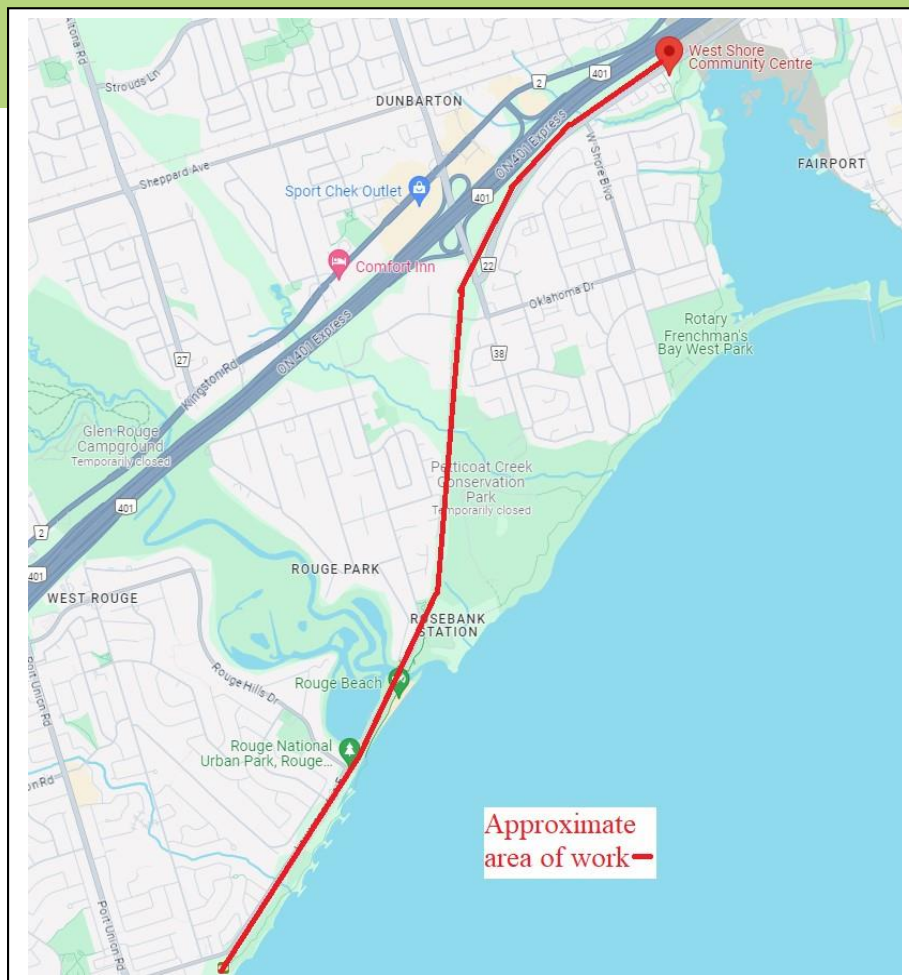 Altona Rd
Strouds Ln
DUNBARTON
2
401
ON 401 Express
West Shore
Community Centre
FAIRPORT
W Shore Blvd
Sheppard Ave
Sport Chek Outlet
401
Comfort Inn
22
Oklahoma Dr
Rotary
Frenchman's
Bay West Park
38
27
Kingston Rd
ON 401 Express
Glen Rouge
Campground
Temporarily closed
401
2
401
Petticoat Creek
Conservation
Park
Temporarily closed
ROUGE PARK
WEST ROUGE
ROSEBANK
STATION
Rouge Hills Dr
Rouge Beach
Port Union Rd
Rouge National
Urban Park, Rouge...
on Rd
Approximate
area of work
Port Union Rd